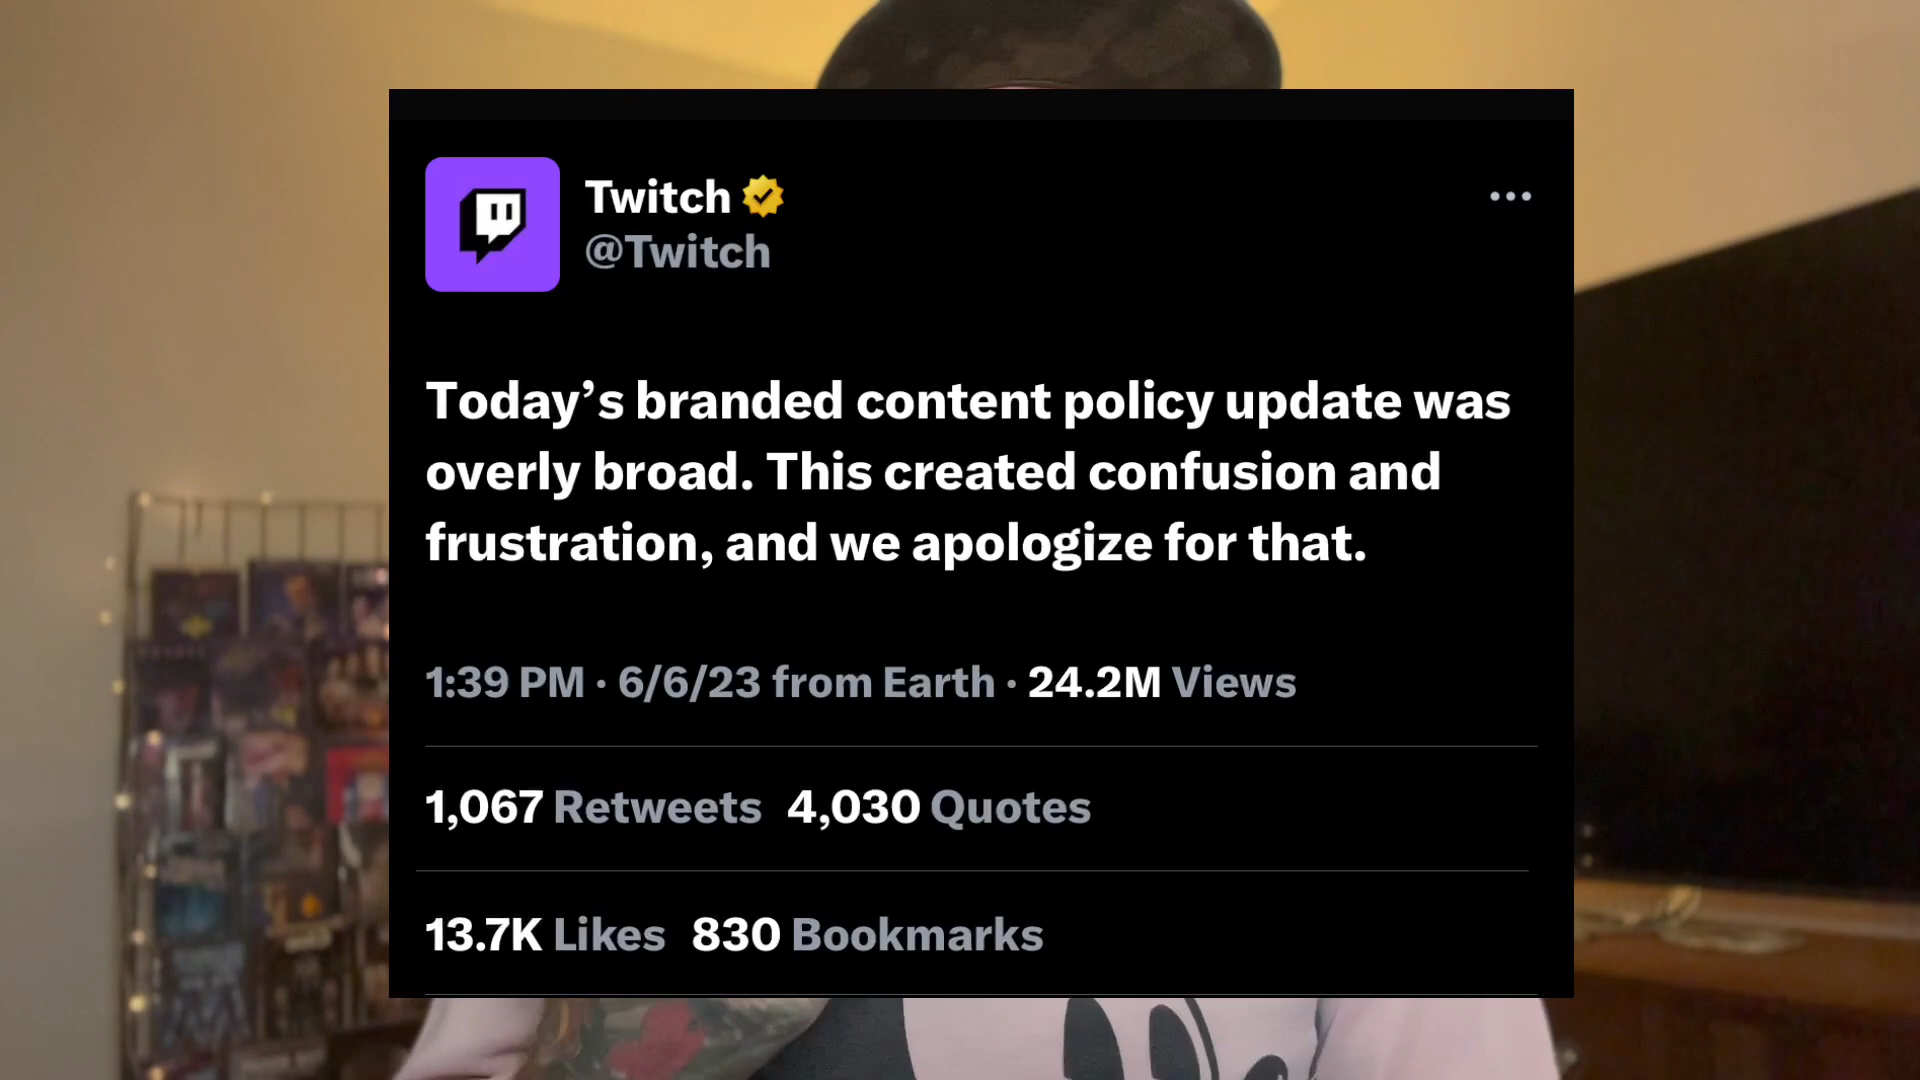 Twitch
@Twitch
Today’s branded content policy update was
overly broad. This created confusion and
frustration, and we apologize for that.
1:39 PM · 6/6/23 from Earth · 24.2M Views
1,067 Retweets 4,030 Quotes
13.7K Likes 830 Bookmarks